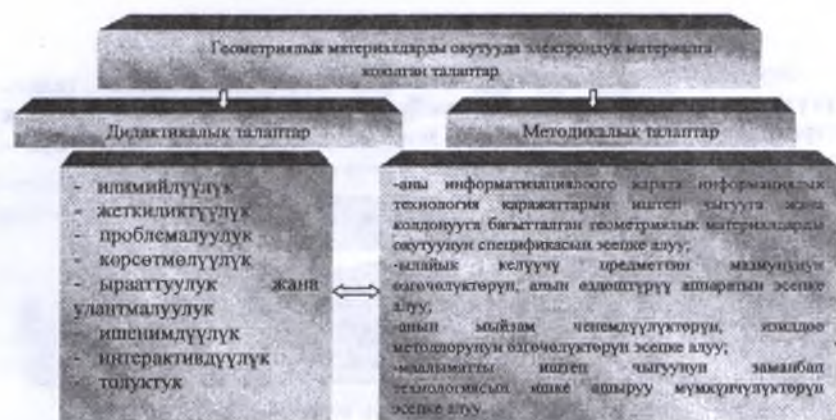 Геометриялык материалдарды окутууда электрондук материалга
коюлган талаптар
Дидактикалык талаптар
Методикалык талаптар
- илимийлүүлүк
- жеткиликтүүлүк
- проблемалуулук
- көрсөтмөлүүлүк
- ырааттуулук жана
улантмалуулук
- ишенимдүүлүк
- интерактивдүүлүк
- толуктук
-аны информатизациялоого карата информациялык
технология каражаттарын иштеп чыгууга жана
колдонууга багытталган геометриялык материалдарды
окутуунун спецификасын эсепке алуу;
-ылайык келүүчү предметтин мазмунунун
өзгөчөлүктөрүн, анын өздөштүрүү аппаратын эсепке
алуу;
-анын мыйзам ченемдүүлүктөрүн, изилдөө
методдорунун өзгөчөлүктөрүн эсепке алуу;
-маалыматты иштеп чыгуунун заманбап
технологиясын ишке ашыруу мүмкүнчүлүктөрүн
эсепке алуу